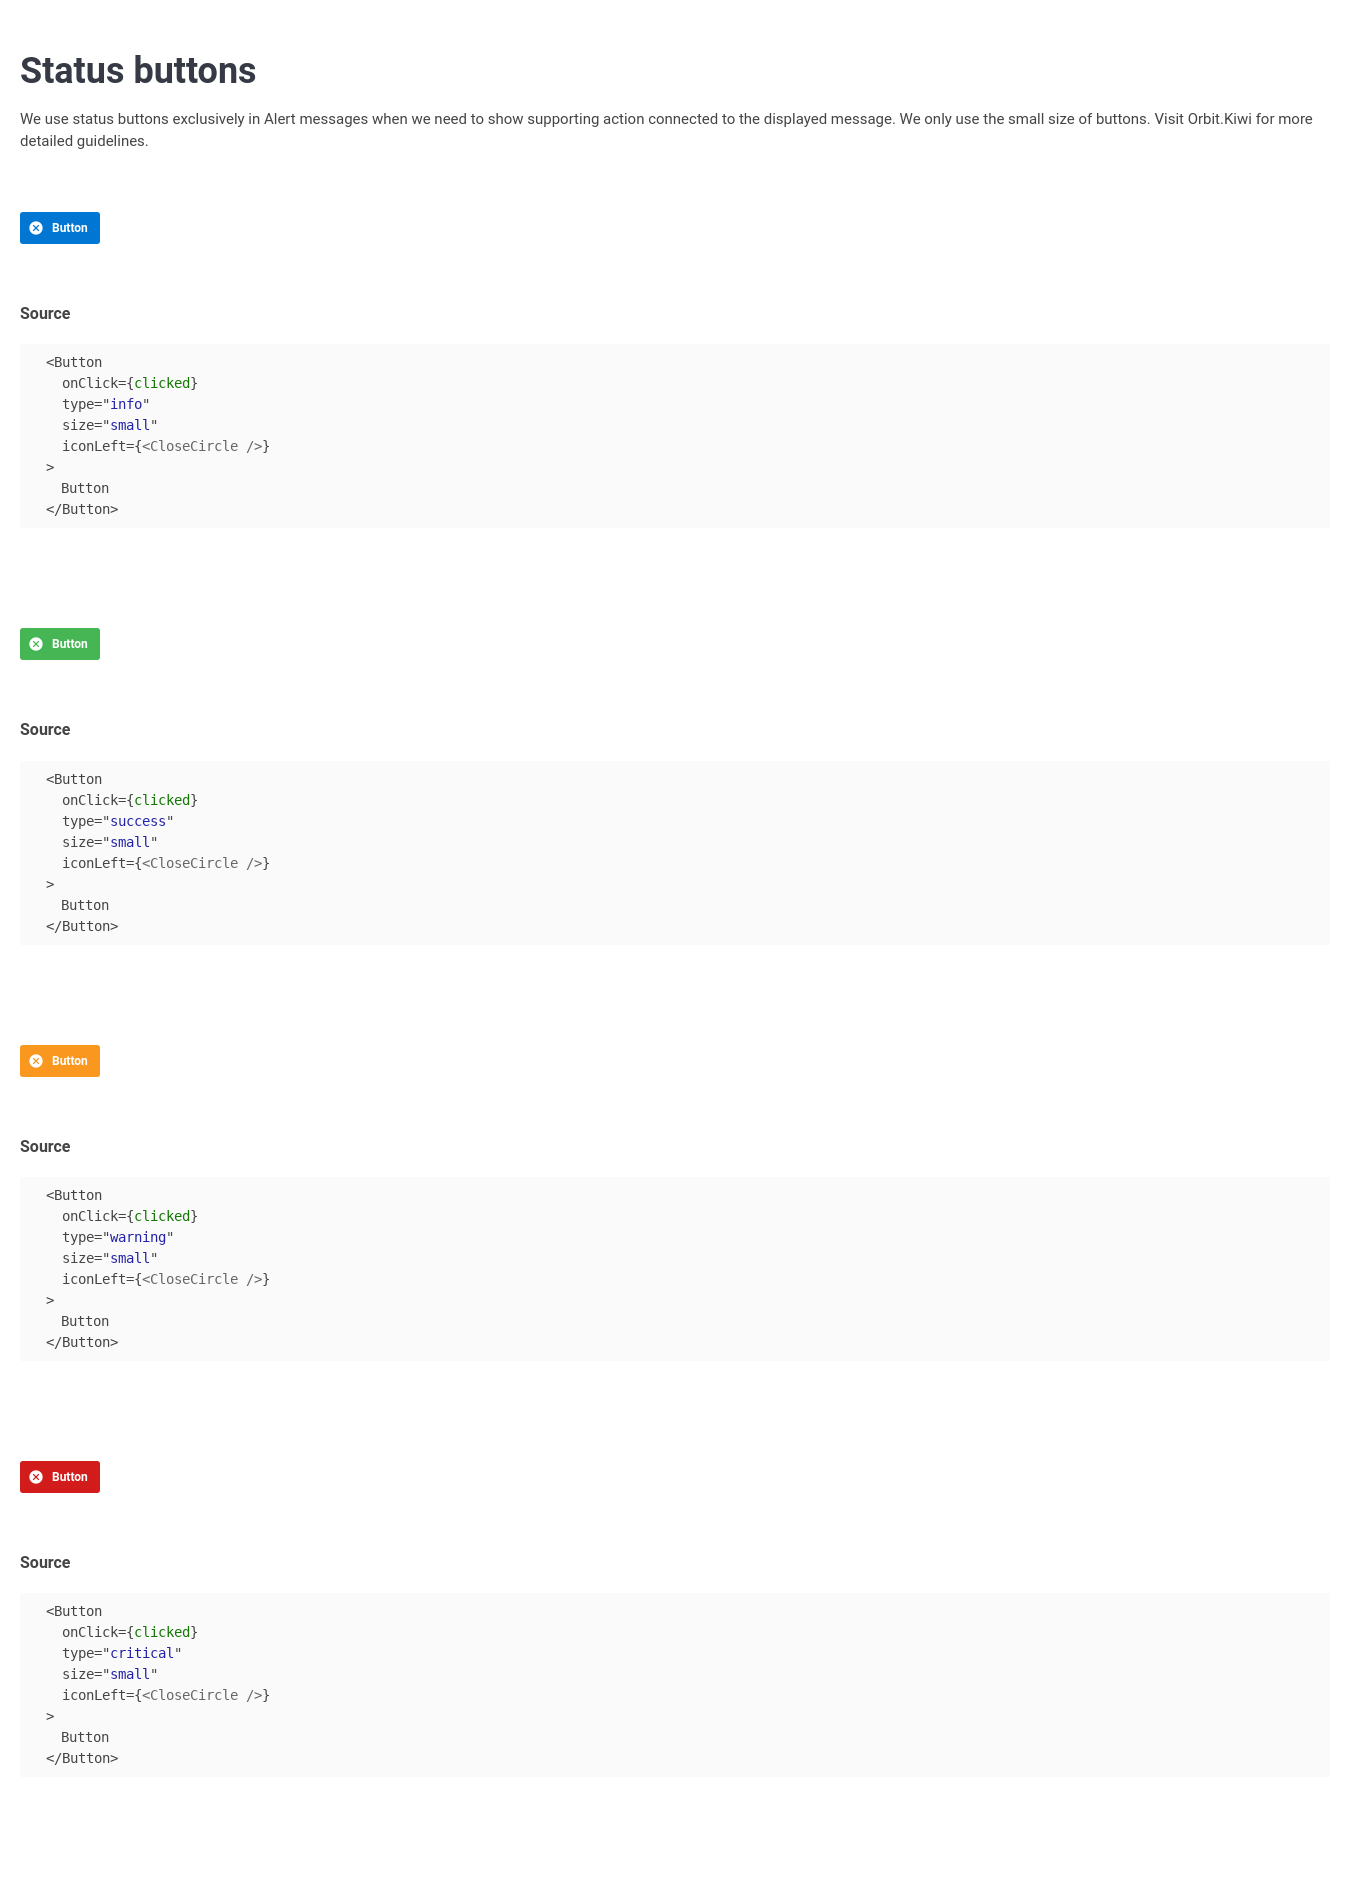 Status buttons
We use status buttons exclusively in Alert messages when we need to show supporting action connected to the displayed message. We only use the small size of buttons. Visit Orbit.Kiwi for more
detailed guidelines.
Button
Source
<Button
  onClick={clicked}
  type="info"
  size="small"
  iconLeft={<CloseCircle />}
>
  Button
</Button>
Button
Source
<Button
  onClick={clicked}
  type="success"
  size="small"
  iconLeft={<CloseCircle />}
>
  Button
</Button>
Button
Source
<Button
  onClick={clicked}
  type="warning"
  size="small"
  iconLeft={<CloseCircle />}
>
  Button
</Button>
Button
Source
<Button
  onClick={clicked}
  type="critical"
  size="small"
  iconLeft={<CloseCircle />}
>
  Button
</Button>